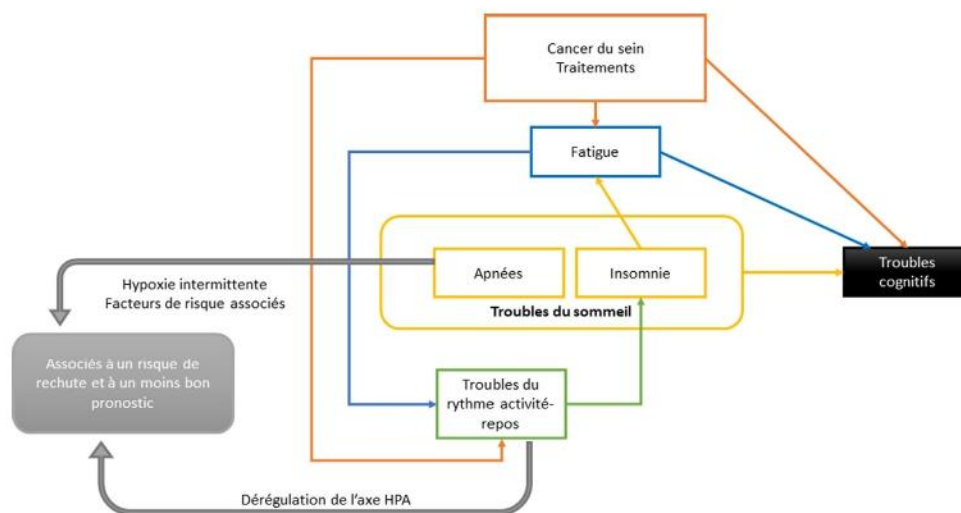 Cancer du sein
Traitements
Fatigue
Apnées
Insomnie
Troubles du sommeil
Troubles
cognitifs
Hypoxie intermittente
Facteurs de risque associés
Associés à un risque de
rechute et à un moins bon
pronostic
Troubles du
rythme activité-
repos
Dérégulation de l'axe HPA